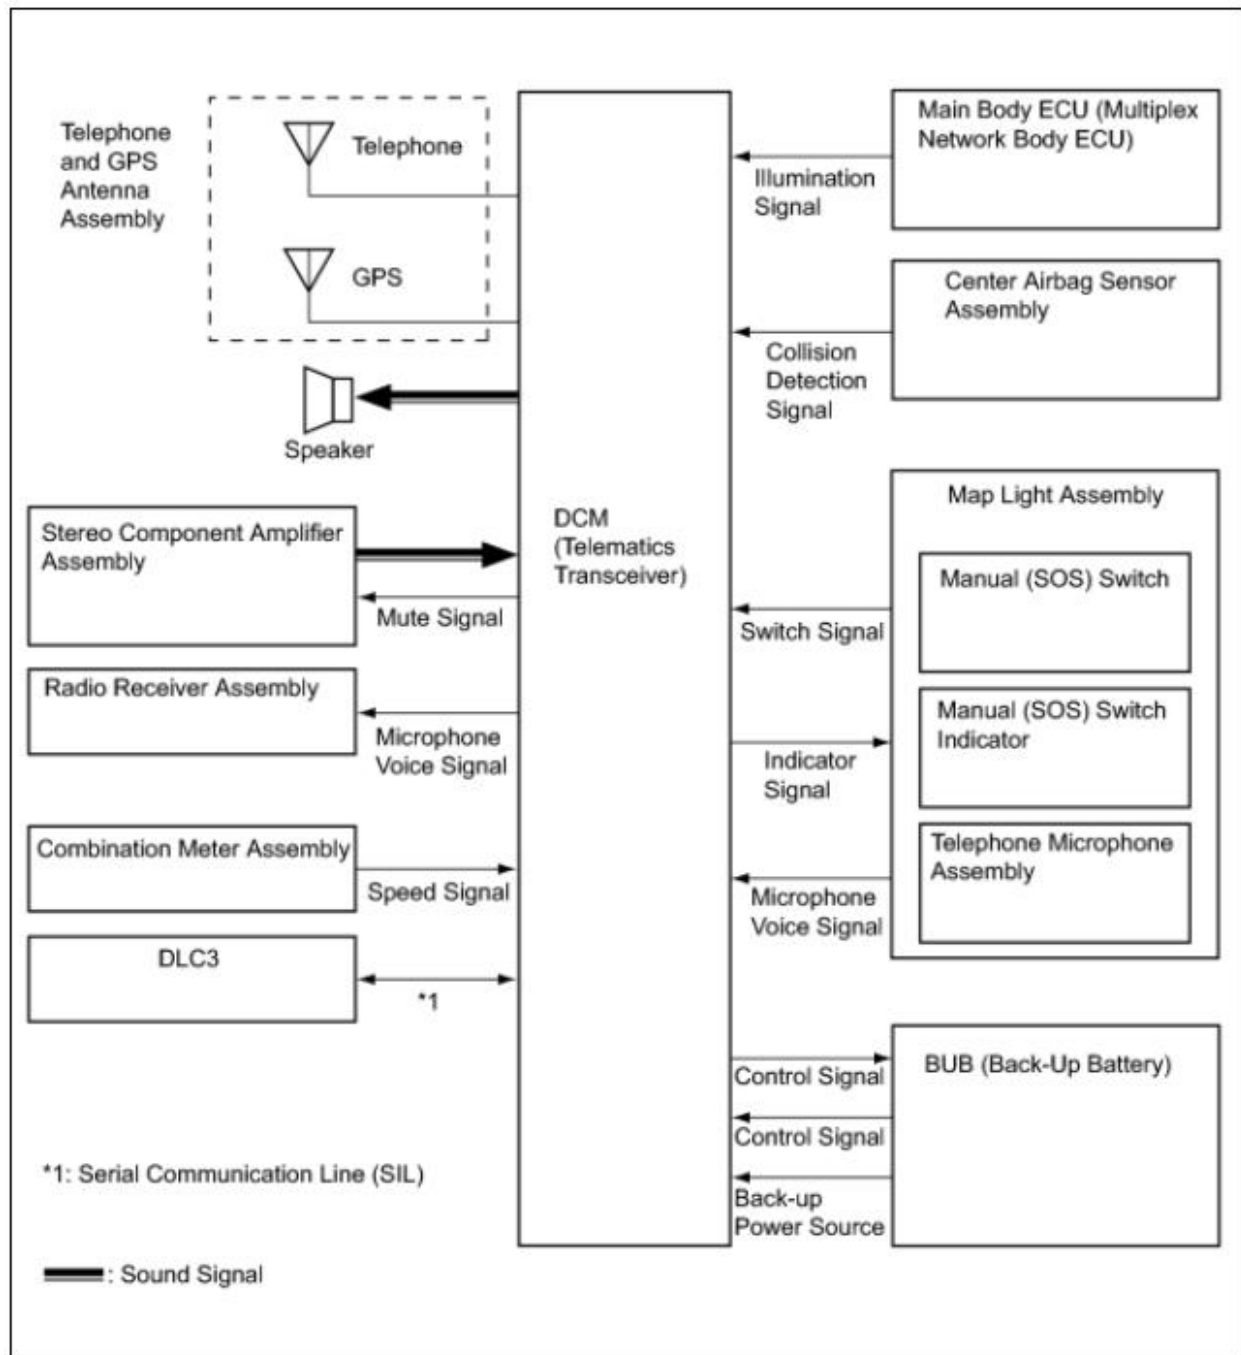 Telephone
and GPS
Antenna
Assembly
Telephone
GPS
Speaker
Stereo Component Amplifier
Assembly
Mute Signal
Radio Receiver Assembly
Microphone
Voice Signal
Combination Meter Assembly
Speed Signal
DLC3
*1
*1: Serial Communication Line (SIL)
: Sound Signal
DCM
(Telematics
Transceiver)
Main Body ECU (Multiplex
Network Body ECU)
Illumination
Signal
Center Airbag Sensor
Assembly
Collision
Detection
Signal
Map Light Assembly
Manual (SOS) Switch
Switch Signal
Manual (SOS) Switch
Indicator
Indicator
Signal
Telephone Microphone
Assembly
Microphone
Voice Signal
BUB (Back-Up Battery)
Control Signal
Control Signal
Back-up
Power Source